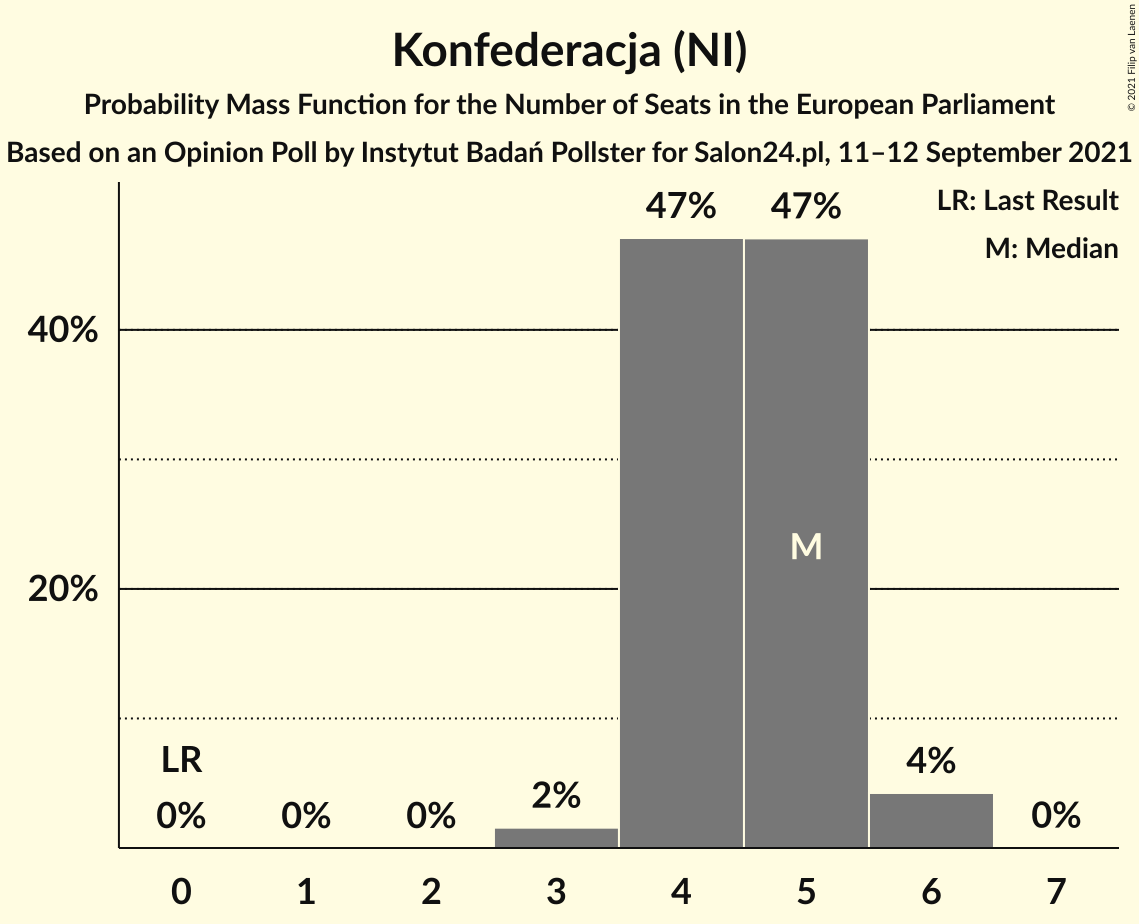 Konfederacja (NI)
Probability Mass Function for the Number of Seats in the European Parliament
Based on an Opinion Poll by Instytut Badań Pollster for Salon24.pl, 11–12 September 2021
© 2021 Filip van Laenen
LR: Last Result
M: Median
47% 47%
40%
M
20%
LR
0% 0% 0% 2% 4% 0%
0 1 2 3 4 5 6 7